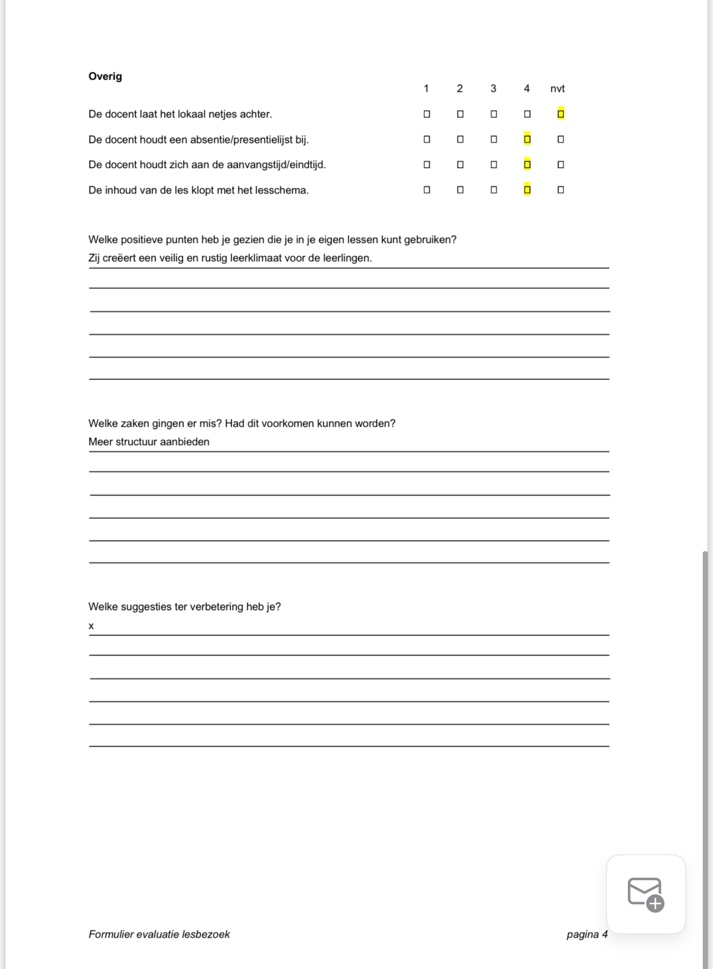 Overig
1 2 3 4 nvt
De docent laat het lokaal netjes achter. □ □ □ □ □
De docent houdt een absentie/presentielijst bij. □ □ □ □ □
De docent houdt zich aan de aanvangstijd/eindtijd. □ □ □ □ □
De inhoud van de les klopt met het lesschema. □ □ □ □ □
Welke positieve punten heb je gezien die je in je eigen lessen kunt gebruiken?
Zij creëert een veilig en rustig leerklimaat voor de leerlingen.
Welke zaken gingen er mis? Had dit voorkomen kunnen worden?
Meer structuur aanbieden
Welke suggesties ter verbetering heb je?
x
Formulier evaluatie lesbezoek pagina 4